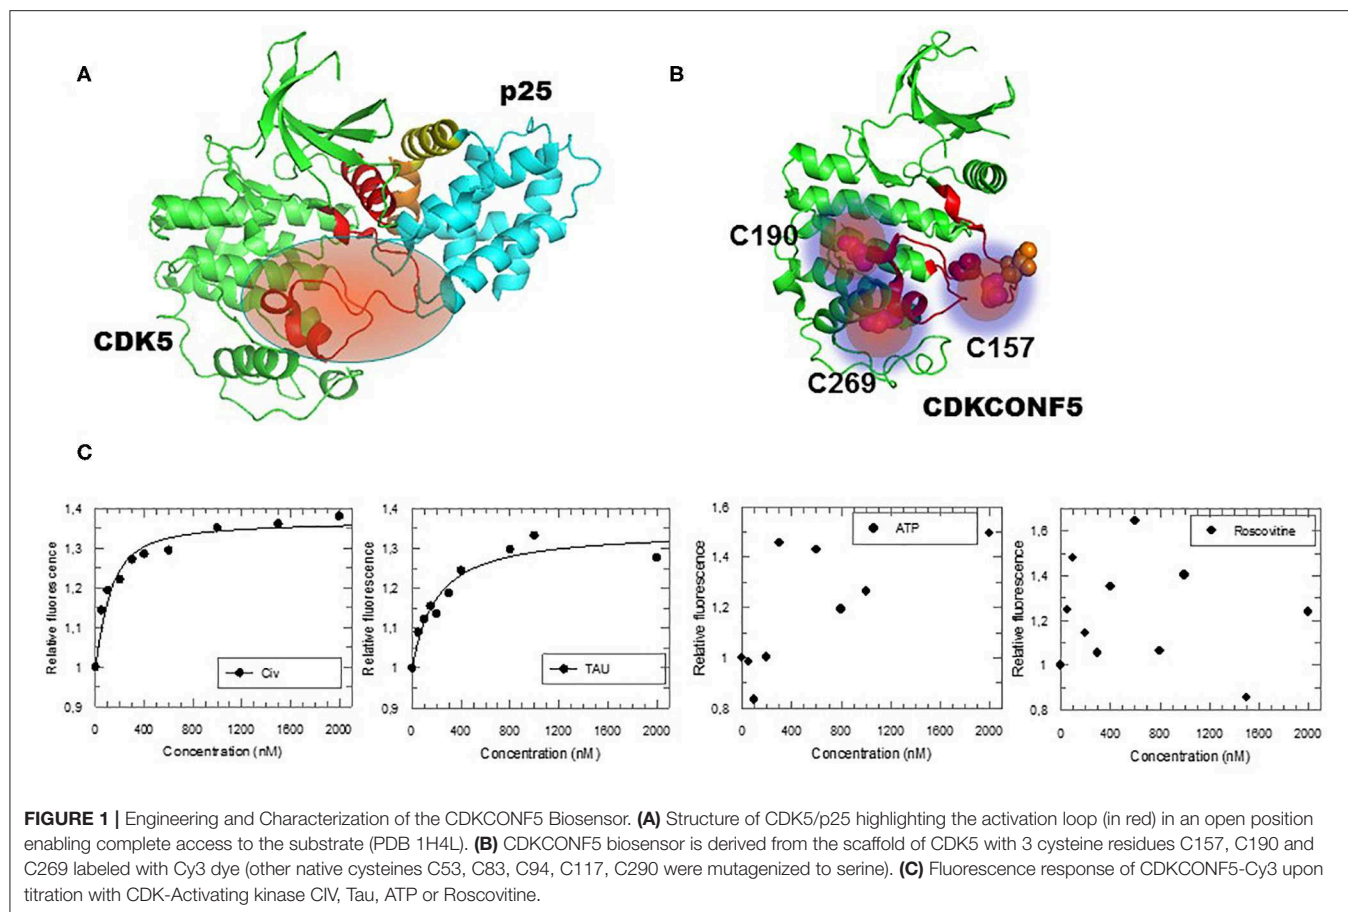 A
p25
CDK5
B
C190
C157
C269
CDKCONF5
C
1,4
1,3
1,2
1,1
1
0,9
Relative fluorescence
Civ
0 400 800 1200 1600 2000
Concentration (nM)
1,4
1,3
1,2
1,1
1
0,9
Relative fluorescence
TAU
0 400 800 1200 1600 2000
Concentration (nM)
1,6
1,4
1,2
1
0,8
Relative fluorescence
ATP
0 400 800 1200 1600 2000
Concentration (nM)
1,6
1,4
1,2
1
0,8
Relative fluorescence
Roscovitine
0 400 800 1200 1600 2000
Concentration (nM)
FIGURE 1 | Engineering and Characterization of the CDKCONF5 Biosensor. (A) Structure of CDK5/p25 highlighting the activation loop (in red) in an open position
enabling complete access to the substrate (PDB 1H4L). (B) CDKCONF5 biosensor is derived from the scaffold of CDK5 with 3 cysteine residues C157, C190 and
C269 labeled with Cy3 dye (other native cysteines C53, C83, C94, C117, C290 were mutagenized to serine). (C) Fluorescence response of CDKCONF5-Cy3 upon
titration with CDK-Activating kinase CIV, Tau, ATP or Roscovitine.